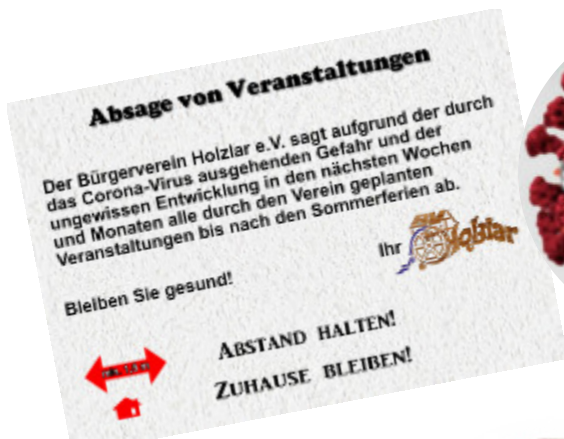 Absage von Veranstaltungen
Der Bürgerverein Holzlar e.V. sagt aufgrund der durch
das Corona-Virus ausgehenden Gefahr und der
ungewissen Entwicklung in den nächsten Wochen
und Monaten alle durch den Verein geplanten
Veranstaltungen bis nach den Sommerferien ab.
Ihr Holzlar
Bleiben Sie gesund!
ABSTAND HALTEN!
ZUHAUSE BLEIBEN!